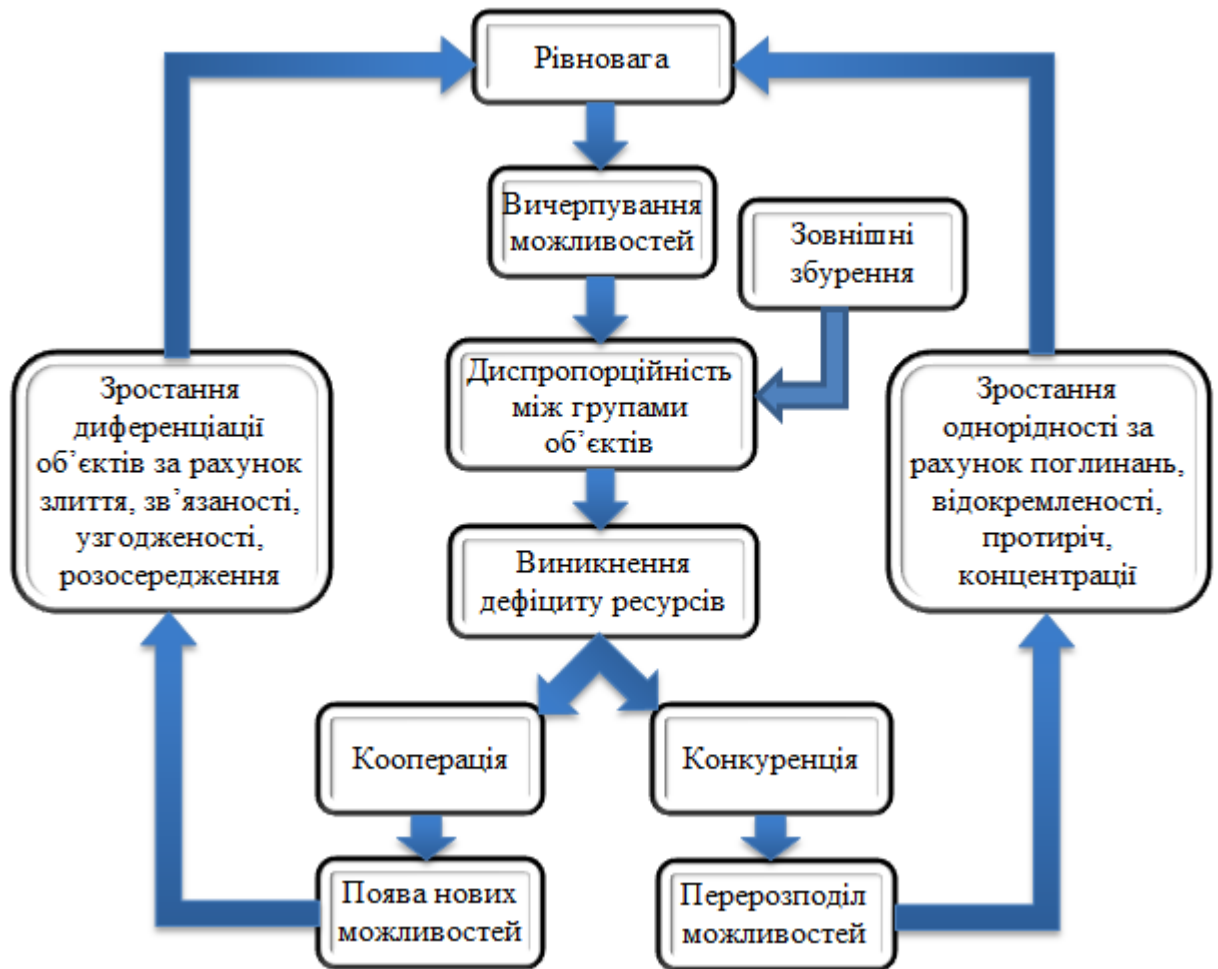 Рівновага
Вичерпування
можливостей
Зовнішні
збурення
Диспропорційність
між групами
об’єктів
Зростання
диференціації
об’єктів за рахунок
злиття, зв’язаності,
узгодженості,
розосередження
Зростання
однорідності за
рахунок поглинань,
відокремленості,
протиріч,
концентрації
Виникнення
дефіциту ресурсів
Кооперація
Конкуренція
Поява нових
можливостей
Перерозподіл
можливостей